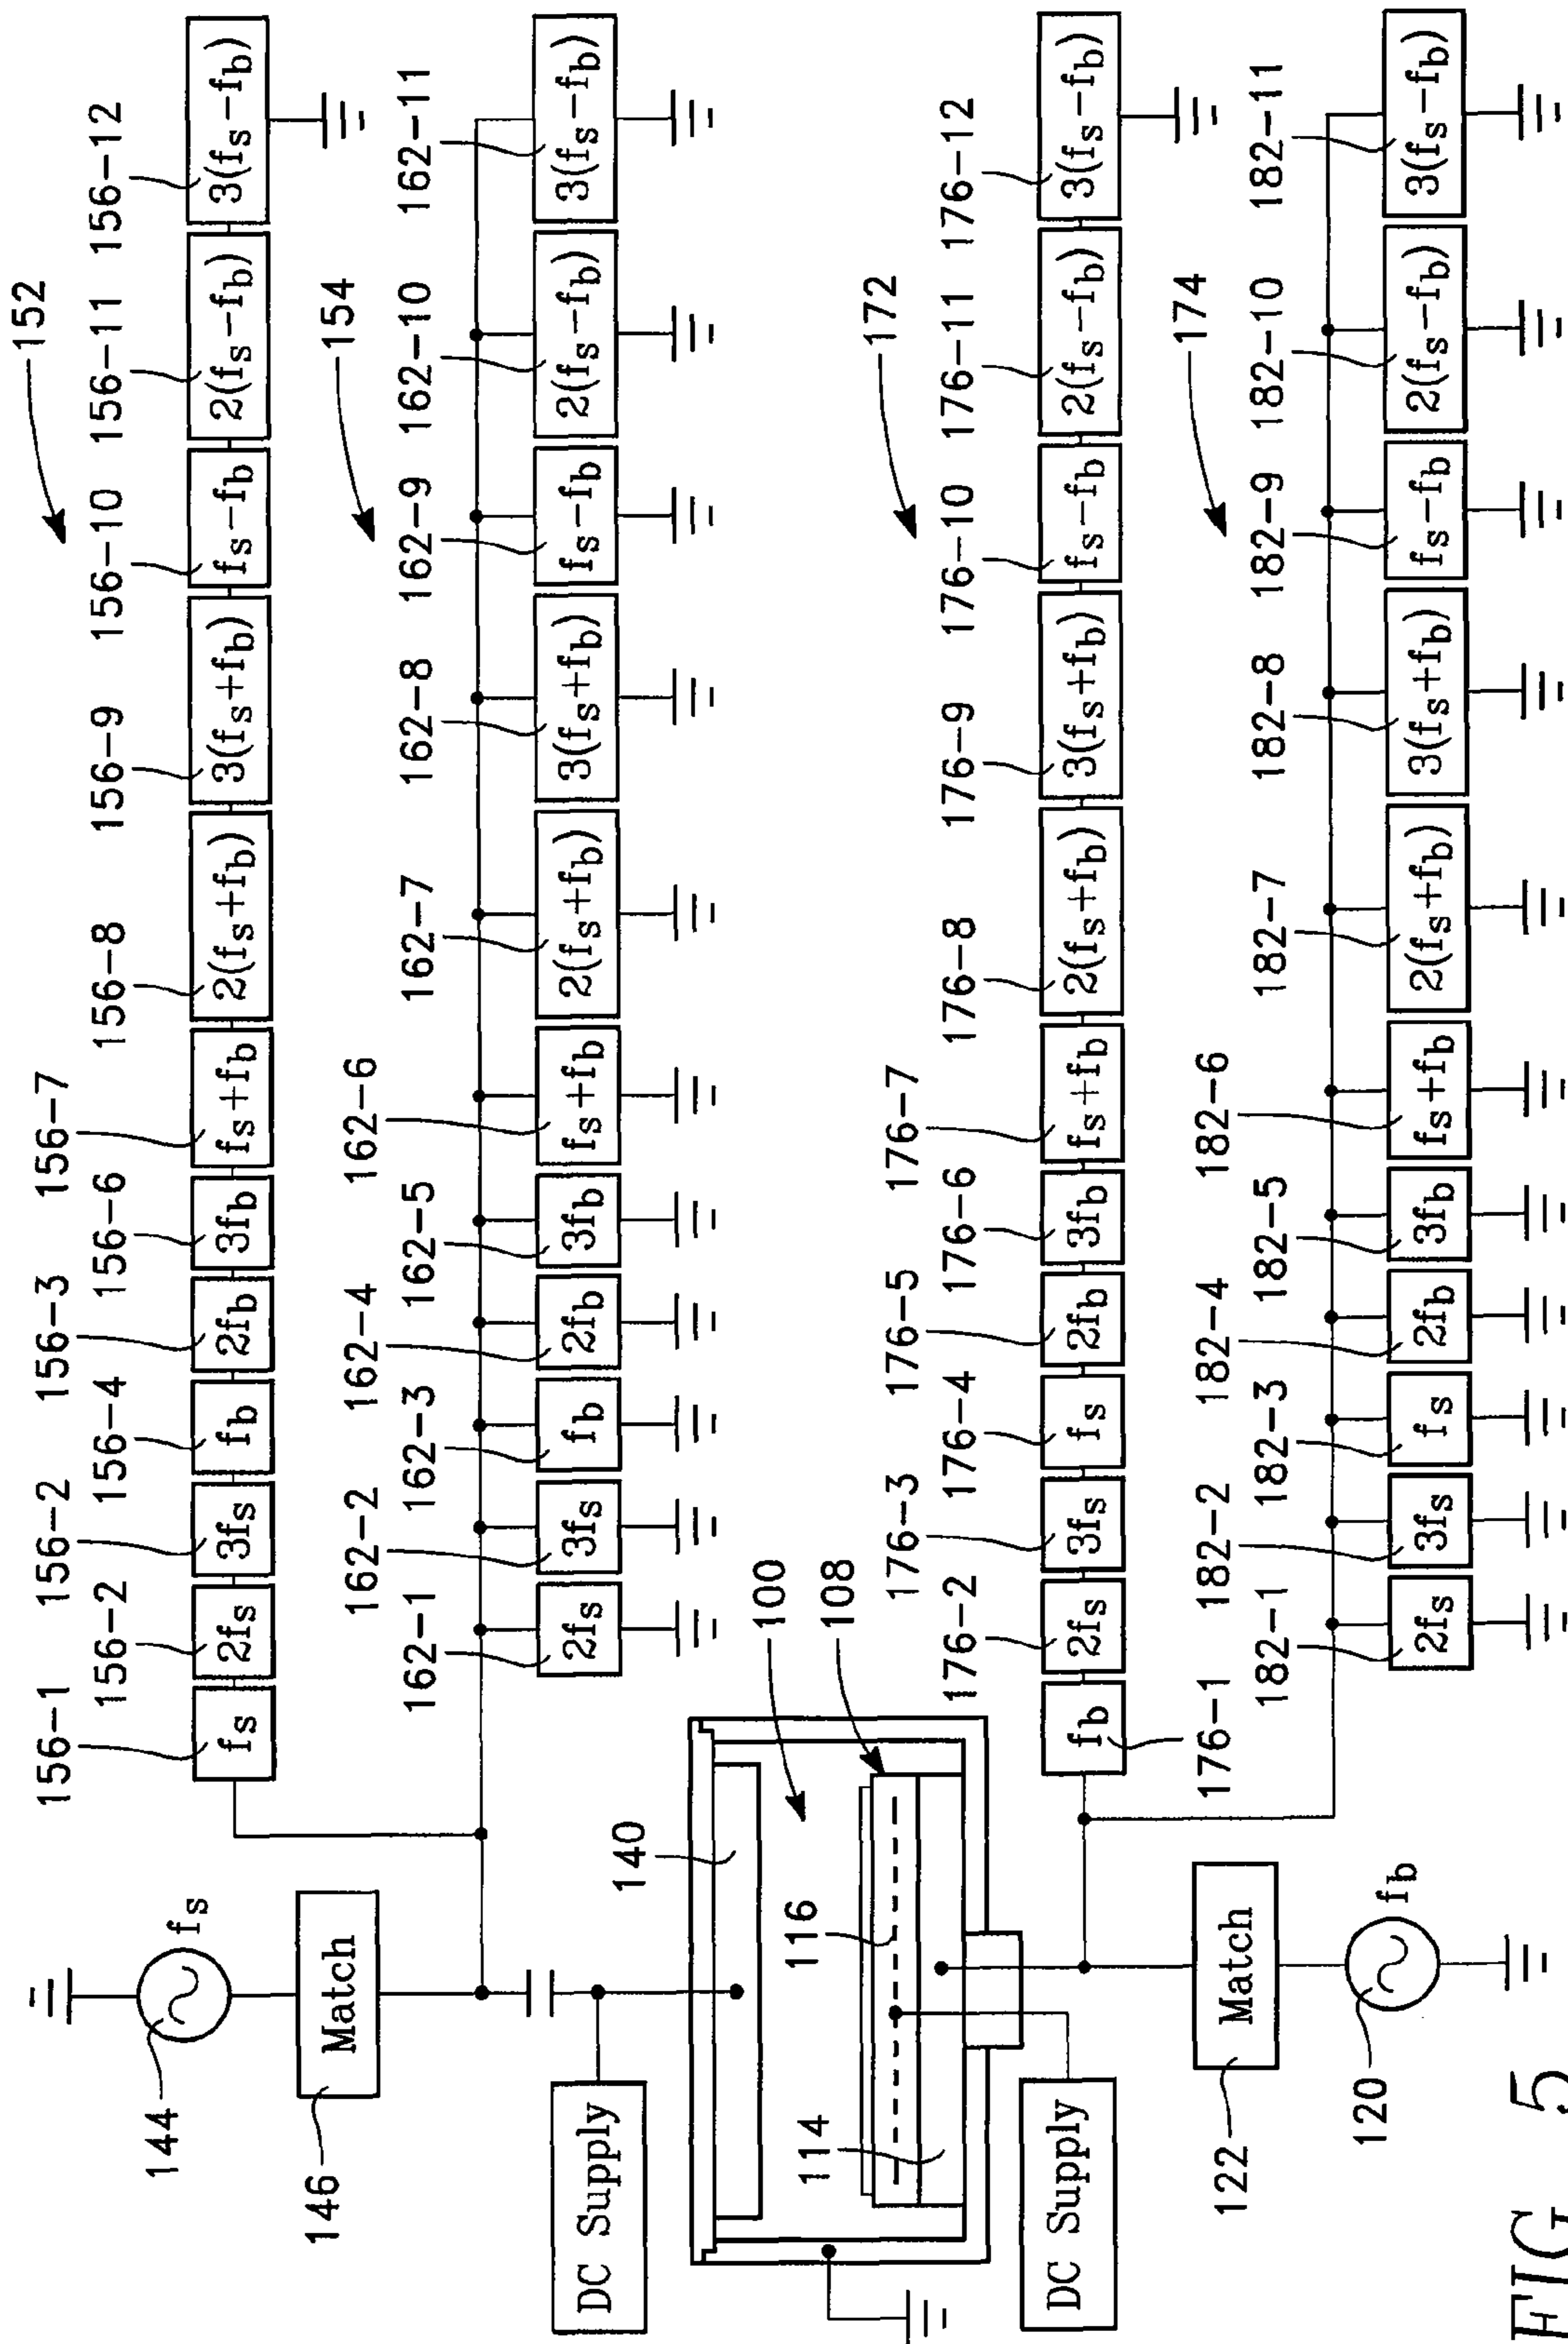 152
156-1
156-2
156-2
156-4
156-3
156-6
156-7
156-8
156-9
156-10
156-11
156-12
fs
2fs
3fs
fb
2fb
3fb
fs+fb
2(fs+fb)
3(fs+fb)
fs-fb
2(fs-fb)
3(fs-fb)
154
162-1
162-2
162-3
162-4
162-5
162-6
162-7
162-8
162-9
162-10
162-11
2fs
3fs
fb
2fb
3fb
fs+fb
2(fs+fb)
3(fs+fb)
fs-fb
2(fs-fb)
3(fs-fb)
144
fs
146
Match
DC Supply
140
100
108
116
114
DC Supply
122
Match
120
fb
172
176-1
176-2
176-3
176-4
176-5
176-6
176-7
176-8
176-9
176-10
176-11
176-12
fb
2fs
3fs
fs
2fb
3fb
fs+fb
2(fs+fb)
3(fs+fb)
fs-fb
2(fs-fb)
3(fs-fb)
174
182-1
182-2
182-3
182-4
182-5
182-6
182-7
182-8
182-9
182-10
182-11
2fs
3fs
fs
2fb
3fb
fs+fb
2(fs+fb)
3(fs+fb)
fs-fb
2(fs-fb)
3(fs-fb)
FIG. 5